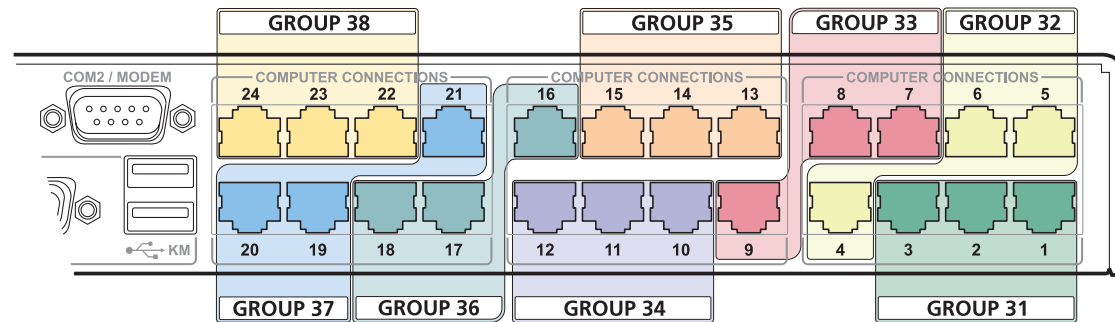 GROUP 38 GROUP 35 GROUP 33 GROUP 32
COM2 / MODEM COMPUTER CONNECTIONS COMPUTER CONNECTIONS COMPUTER CONNECTIONS
24 23 22 21 16 15 14 13 8 7 6 5
20 19 18 17 12 11 10 9 4 3 2 1
KM
GROUP 37 GROUP 36 GROUP 34 GROUP 31